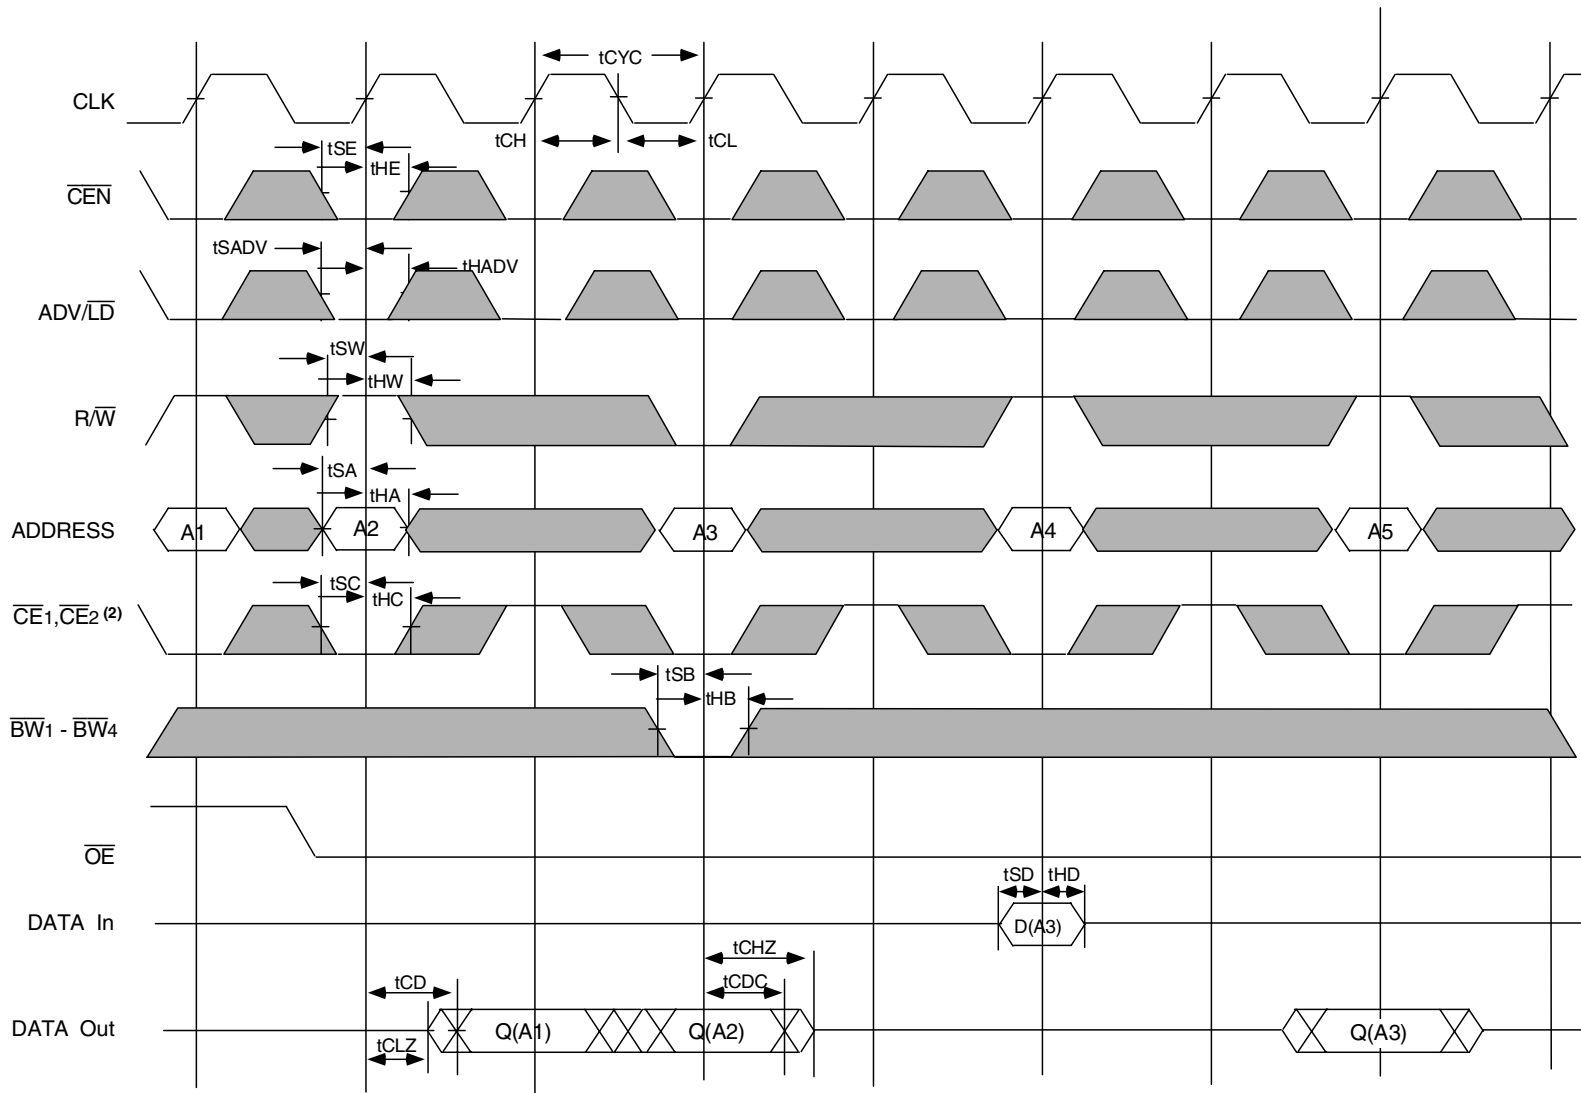 tCYC
CLK
tCH
tCL
tSE
tHE
CEN
tSADV
tHADV
ADV/LD
tSW
tHW
R/W
tSA
tHA
ADDRESS A1 A2 A3 A4 A5
tSC
tHC
CE1,CE2 (2)
tSB
tHB
BW1 - BW4
OE
tSD tHD
DATA In D(A3)
tCHZ
tCD
tCDC
DATA Out Q(A1) Q(A2) Q(A3)
tCLZ